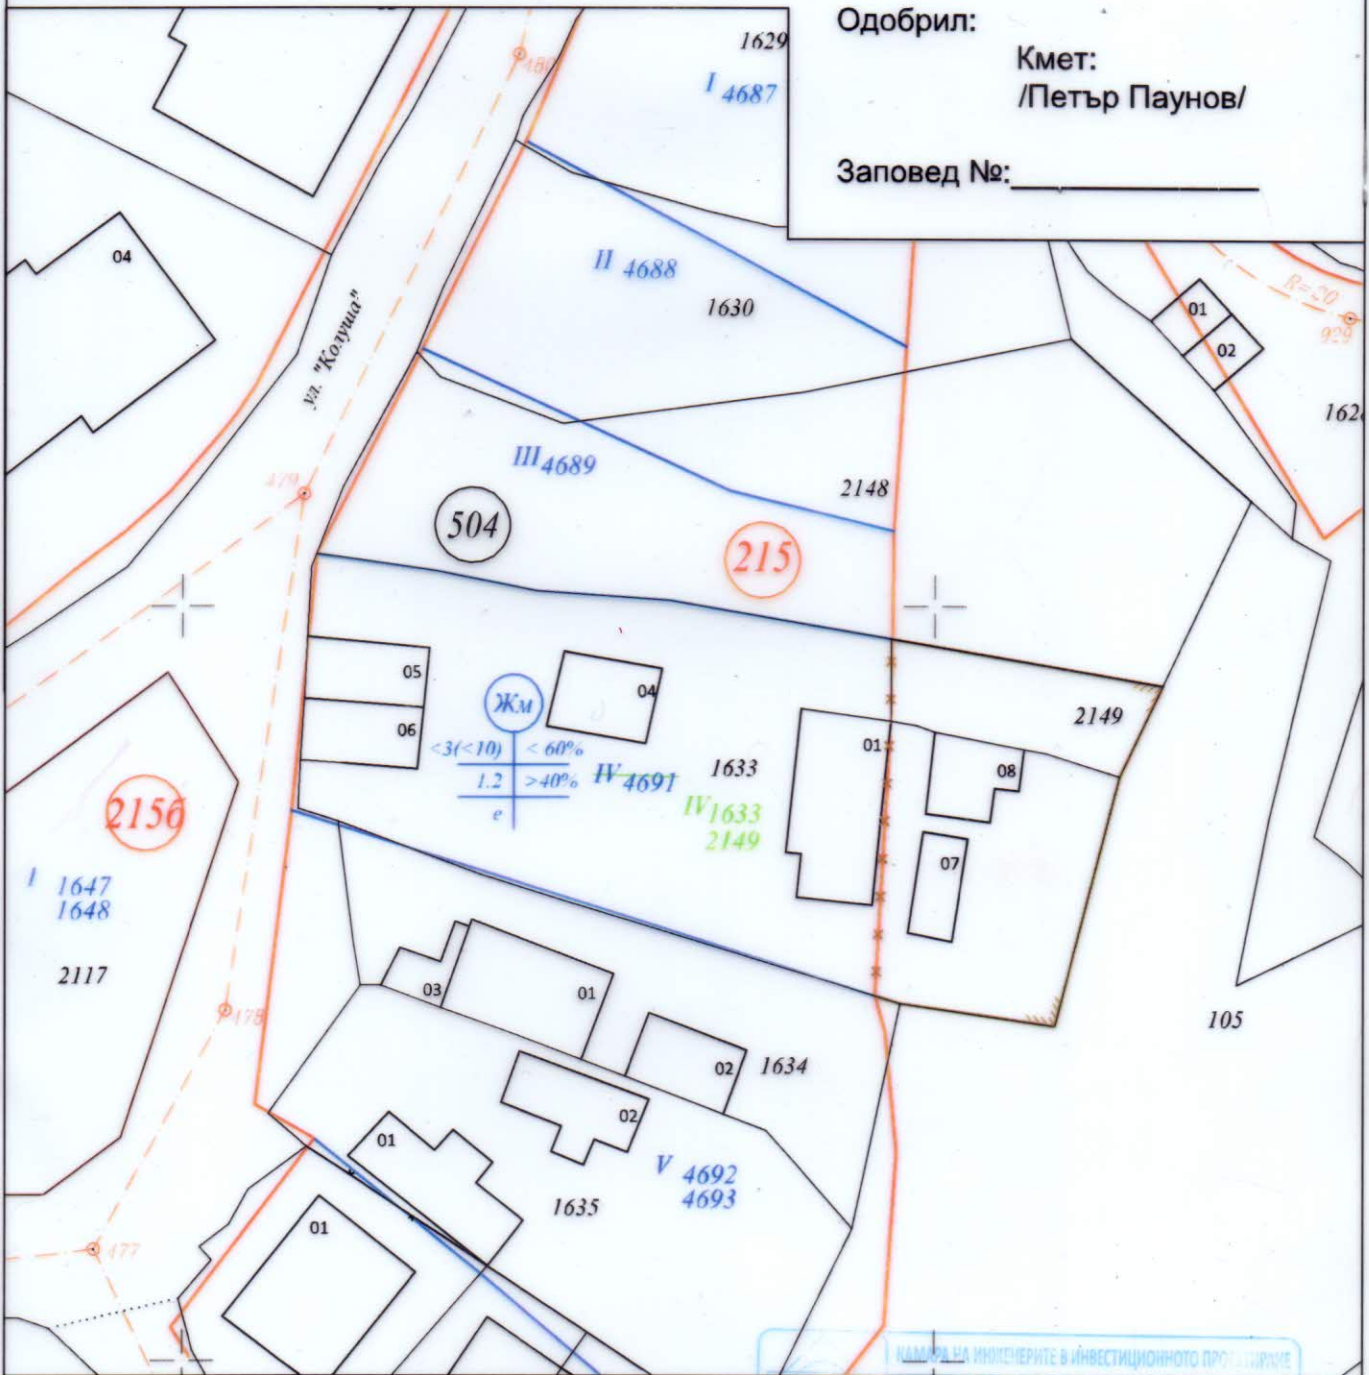 Одобрил:
Кмет:
/Петър Паунов/
Заповед №:
1629
I 4687
480
04
II 4688
1630
ул. "Колуша"
R=20
929
01
02
III 4689
2148
479
504
215
05
06
Жм
<3(<10) < 60%
1.2 >40%
е
04
IV 4691
1633
IV 1633
2149
01
2149
08
07
215б
I 1647
1648
2117
478
03
01
02
1634
105
02
01
V 4692
4693
1635
01
477
КАМАРА НА ИНЖЕНЕРИТЕ В ИНВЕСТИЦИОННОТО